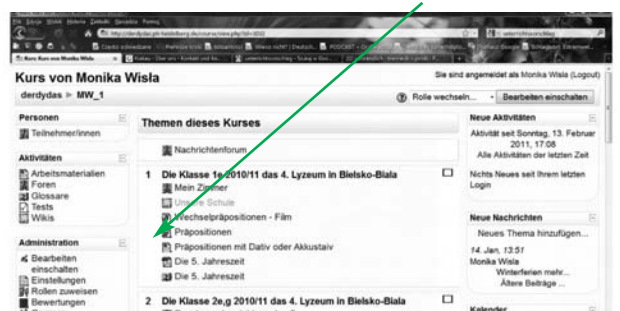 Kurs von Monika Wisła
Sie sind angemeldet als Monika Wisla (Logout)
derdydas ► MW_1
Rolle wechseln...
Bearbeiten einschalten
Personen
Teilnehmer/innen
Aktivitäten
Arbeitsmaterialien
Foren
Glossare
Tests
Wikis
Administration
Bearbeiten
einschalten
Einstellungen
Rollen zuweisen
Bewertungen
Themen dieses Kurses
Nachrichtenforum
1 Die Klasse 1e 2010/11 das 4. Lyzeum in Bielsko-Biala
Mein Zimmer
Unsere Schule
Wechselpräpositionen - Film
Präpositionen
Präpositionen mit Dativ oder Akkustaiv
Die 5. Jahreszeit
Die 5. Jahreszeit
2 Die Klasse 2e,g 2010/11 das 4. Lyzeum in Bielsko-Biala
Neue Aktivitäten
Aktivität seit Sonntag, 13. Februar
2011, 17:08
Alle Aktivitäten der letzten Zeit
Nichts Neues seit Ihrem letzten
Login
Neue Nachrichten
Neues Thema hinzufügen...
14. Jan, 13:51
Monika Wisla
Winterferien mehr...
Ältere Beiträge ...
Kalender